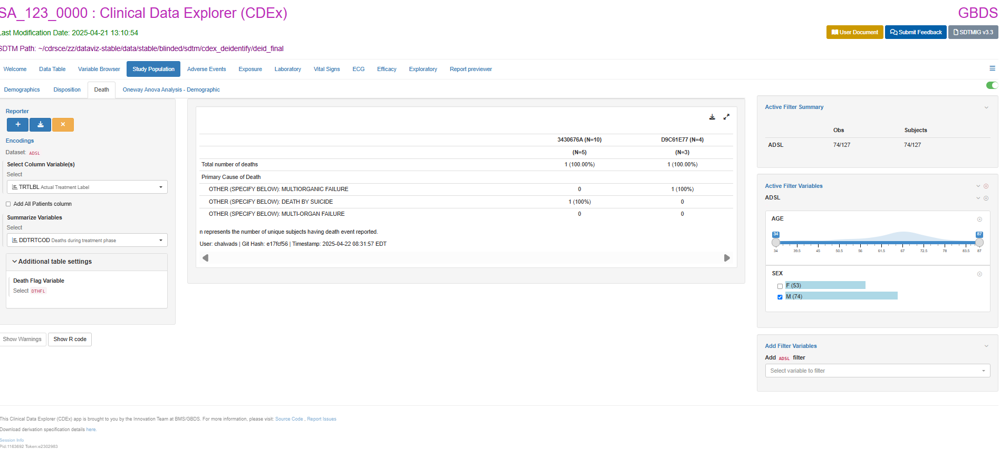 SA_123_0000 : Clinical Data Explorer (CDEx)
GBDS
Last Modification Date: 2025-04-21 13:10:54
User Document
Submit Feedback
SDTMIG v3.3
SDTM Path: ~/cdrsce/zz/dataviz-stable/data/stable/blinded/sdtm/cdex_deidentify/deid_final
Welcome Data Table Variable Browser Study Population Adverse Events Exposure Laboratory Vital Signs ECG Efficacy Exploratory Report previewer
Demographics Disposition Death Oneway Anova Analysis - Demographic
Reporter
Encodings
Dataset: ADSL
Select Column Variable(s)
Select
TRTLBL Actual Treatment Label
Add All Patients column
Summarize Variables
Select
DDTRTCOD Deaths during treatment phase
Additional table settings
Death Flag Variable
Select DTHFL
Show Warnings
Show R code
3430676A (N=10) D9C61E77 (N=4)
(N=5) (N=3)
Total number of deaths 1 (100.00%) 1 (100.00%)
Primary Cause of Death
OTHER (SPECIFY BELOW): MULTIORGANIC FAILURE 0 1 (100%)
OTHER (SPECIFY BELOW): DEATH BY SUICIDE 1 (100%) 0
OTHER (SPECIFY BELOW): MULTI-ORGAN FAILURE 0 0
n represents the number of unique subjects having death event reported.
User: chalwads | Git Hash: e17fcf56 | Timestamp: 2025-04-22 08:31:57 EDT
Active Filter Summary
Obs Subjects
ADSL 74/127 74/127
Active Filter Variables
ADSL
AGE
34 87
34 39.5 45 50.5 56 61.5 67 72.5 78 83.5 87
SEX
F (53)
M (74)
Add Filter Variables
Add ADSL filter
Select variable to filter
This Clinical Data Explorer (CDEx) app is brought to you by the Innovation Team at BMS/GBDS. For more information, please visit: Source Code , Report Issues
Download derivation specification details here.
Session Info
Pid:1163692 Token:e2302983